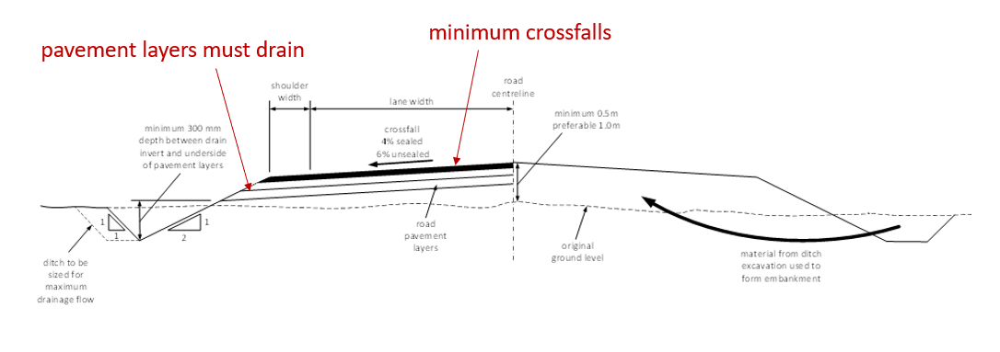 minimum crossfalls
pavement layers must drain
shoulder
width
lane width
road
centreline
minimum 0.5m
preferable 1.0m
crossfall
4% sealed
6% unsealed
minimum 300 mm
depth between drain
invert and underside
of pavement layers
1
1
1
2
road
pavement
layers
original
ground level
material from ditch
excavation used to
form embankment
ditch to be
sized for
maximum
drainage flow